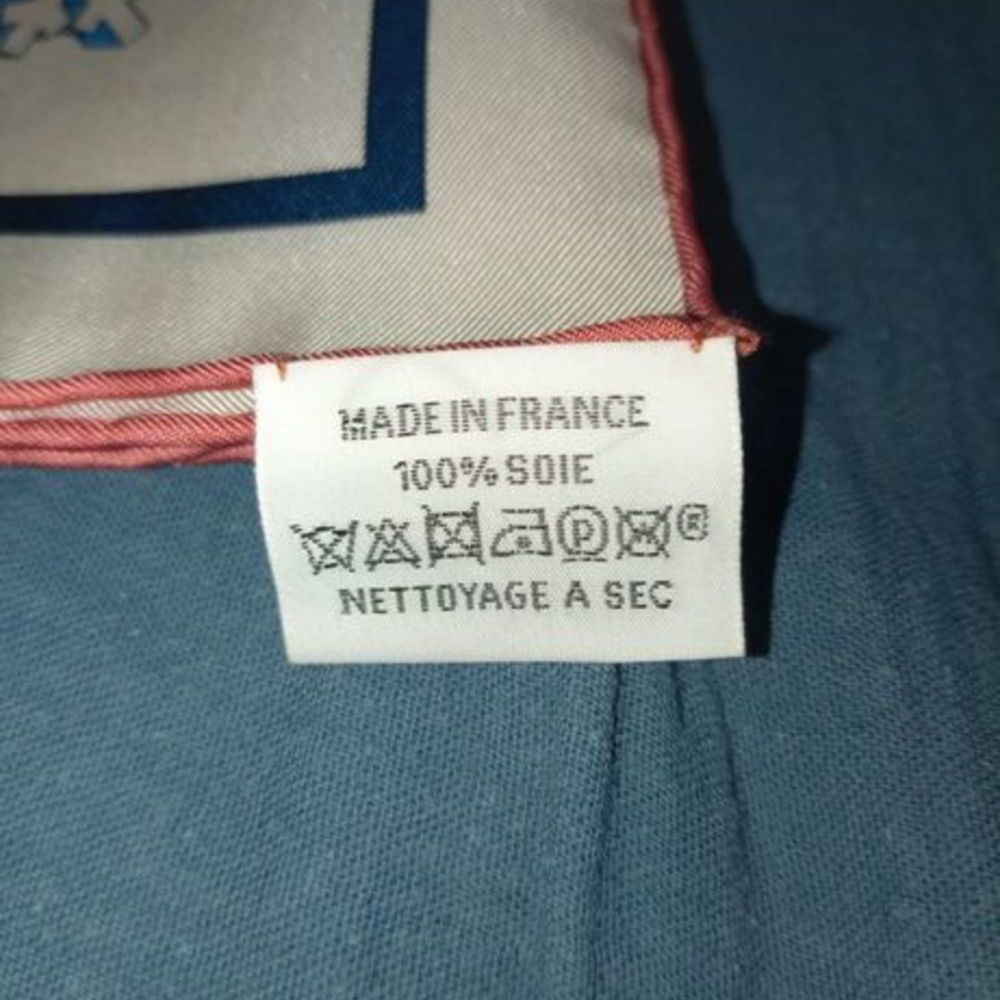 MADE IN FRANCE
100% SOIE
P ®
NETTOYAGE A SEC